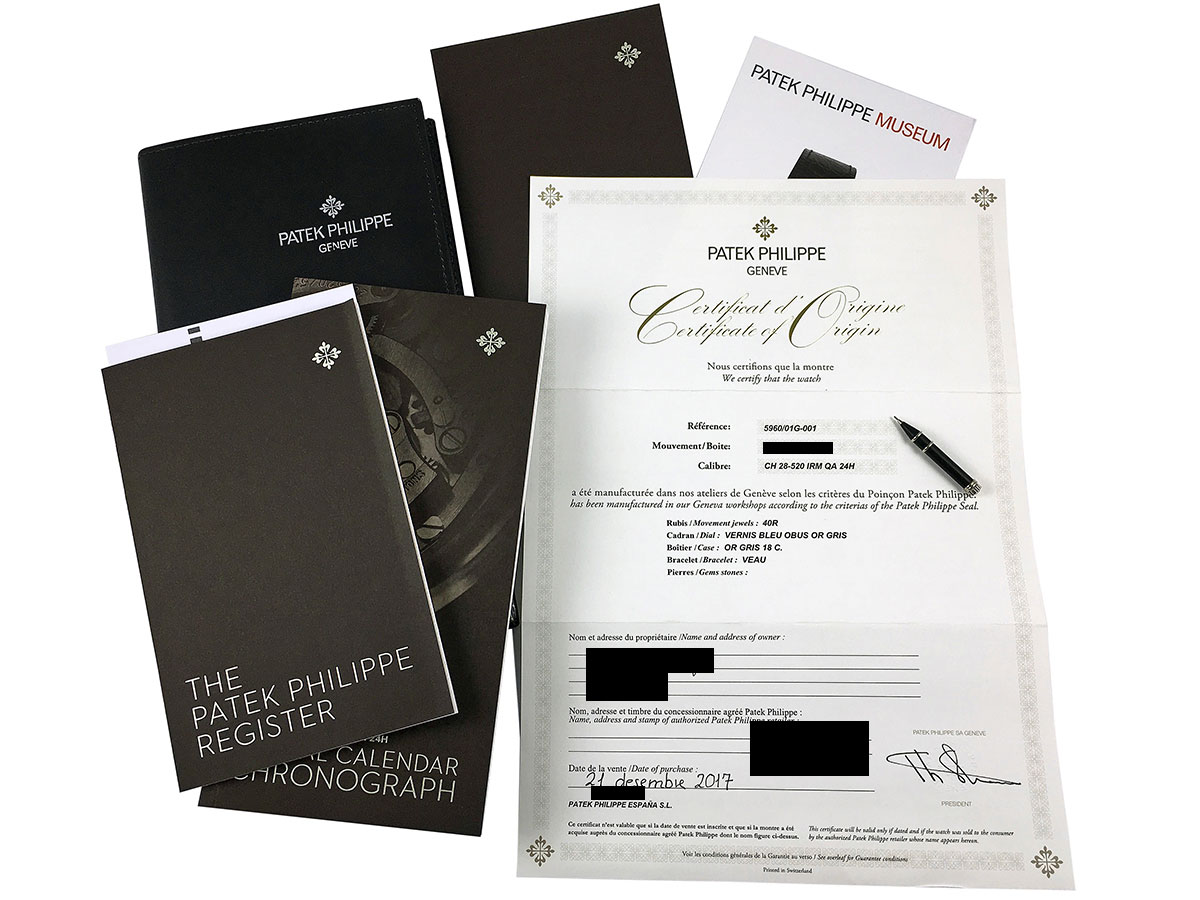 PATEK PHILIPPE
GENEVE
PATEK PHILIPPE MUSEUM
THE
PATEK PHILIPPE
REGISTER
24H
CALENDAR
CHRONOGRAPH
PATEK PHILIPPE
GENEVE
Certificat d'Origine
Certificate of Origin
Nous certifions que la montre
We certify that the watch
Référence: 5960/01G-001
Mouvement/Boite:
Calibre: CH 28-520 IRM QA 24H
a été manufacturée dans nos ateliers de Genève selon les critères du Poinçon Patek Philippe.
has been manufactured in our Geneva workshops according to the criterias of the Patek Philippe Seal.
Rubis / Movement jewels : 40R
Cadran / Dial : VERNIS BLEU OBUS OR GRIS
Boîtier / Case : OR GRIS 18 C.
Bracelet / Bracelet : VEAU
Pierres / Gems stones :
Nom et adresse du propriétaire /Name and address of owner :
Nom, adresse et timbre du concessionnaire agréé Patek Philippe :
Name, address and stamp of authorized Patek Philippe retailer :
PATEK PHILIPPE SA GENEVE
Date de la vente /Date of purchase :
21 desembre 2017
PATEK PHILIPPE ESPAÑA S.L.
PRESIDENT
Ce certificat n'est valable que si la date de vente est inscrite et que si la montre a été
acquise auprès du concessionnaire agréé Patek Philippe dont le nom figure ci-dessus.
This certificate will be valid only if dated and if the watch was sold to the consumer
by the authorized Patek Philippe retailer whose name appears hereon.
Voir les conditions générales de la Garantie au verso / See overleaf for Guarantee conditions
Printed in Switzerland